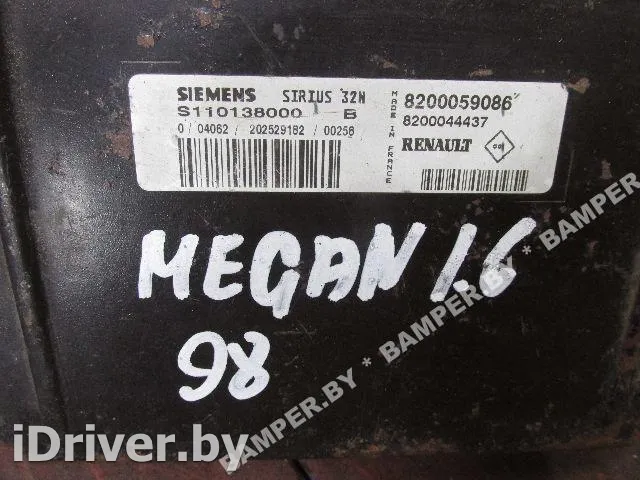 SIEMENS SIRIUS 32N
S110138000 B
0 / 04062 / 202529182 / 00256
MADE IN FRANCE
8200059086
8200044437
RENAULT
MEGAN 1.6
98
BAMPER.BY * BAMPER.BY * BAMPER.BY
iDriver.by